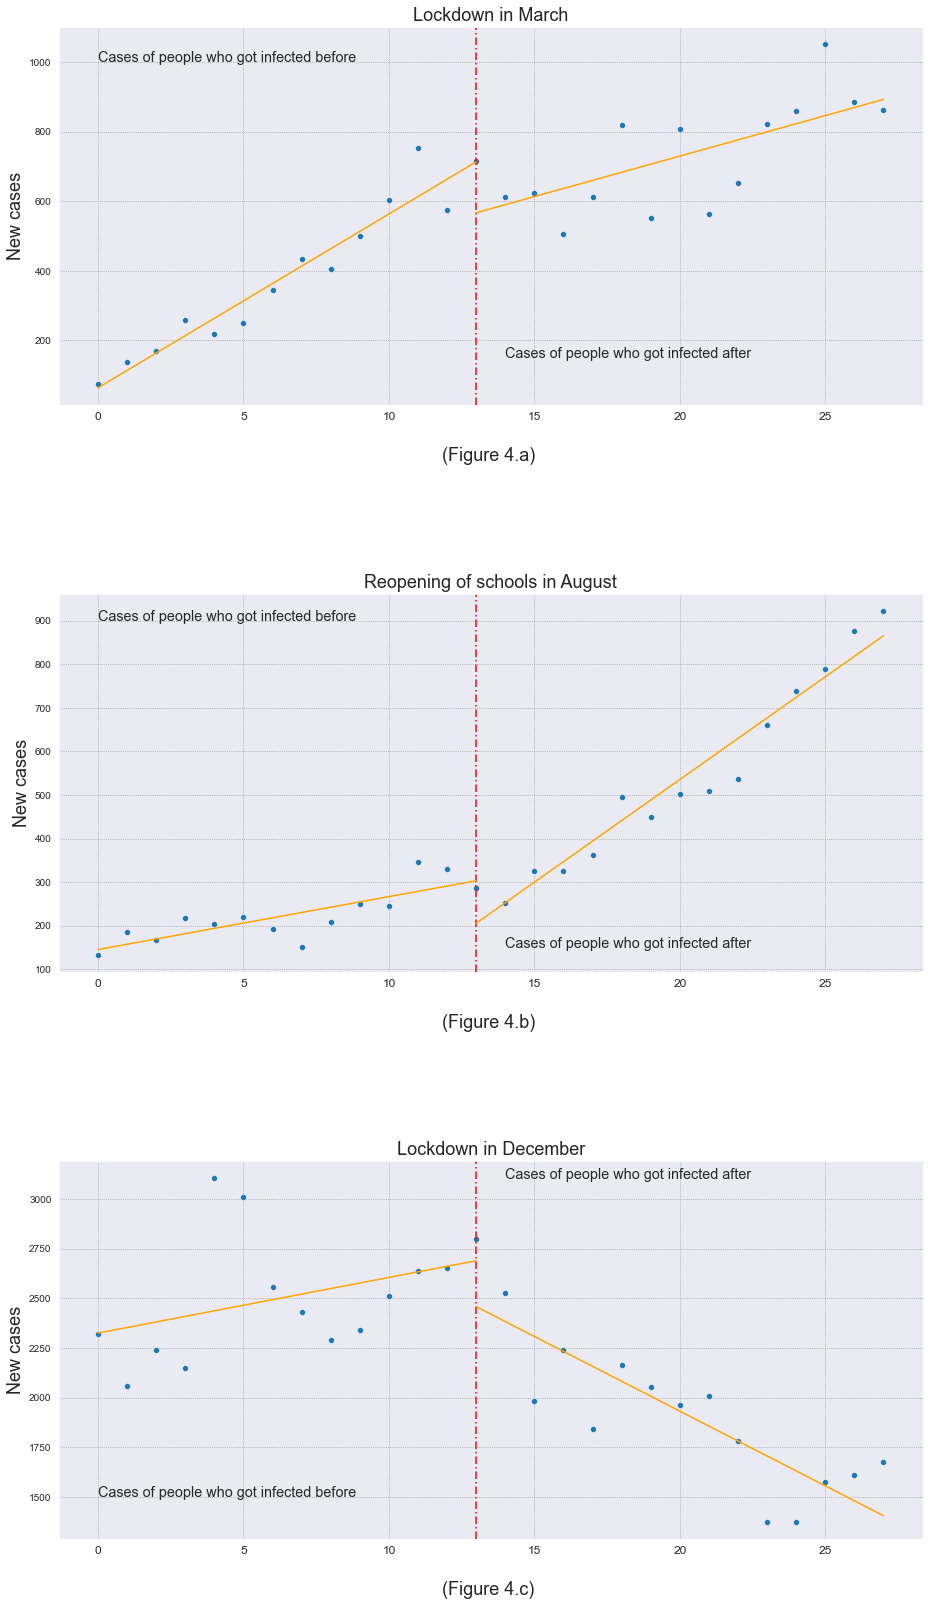 Lockdown in March
Cases of people who got infected before
1000
800
600
400
200
New cases
Cases of people who got infected after
0 5 10 15 20 25
(Figure 4.a)
Reopening of schools in August
Cases of people who got infected before
900
800
700
600
500
400
300
200
100
New cases
Cases of people who got infected after
0 5 10 15 20 25
(Figure 4.b)
Lockdown in December
Cases of people who got infected after
3000
2750
2500
2250
2000
1750
1500
New cases
Cases of people who got infected before
0 5 10 15 20 25
(Figure 4.c)